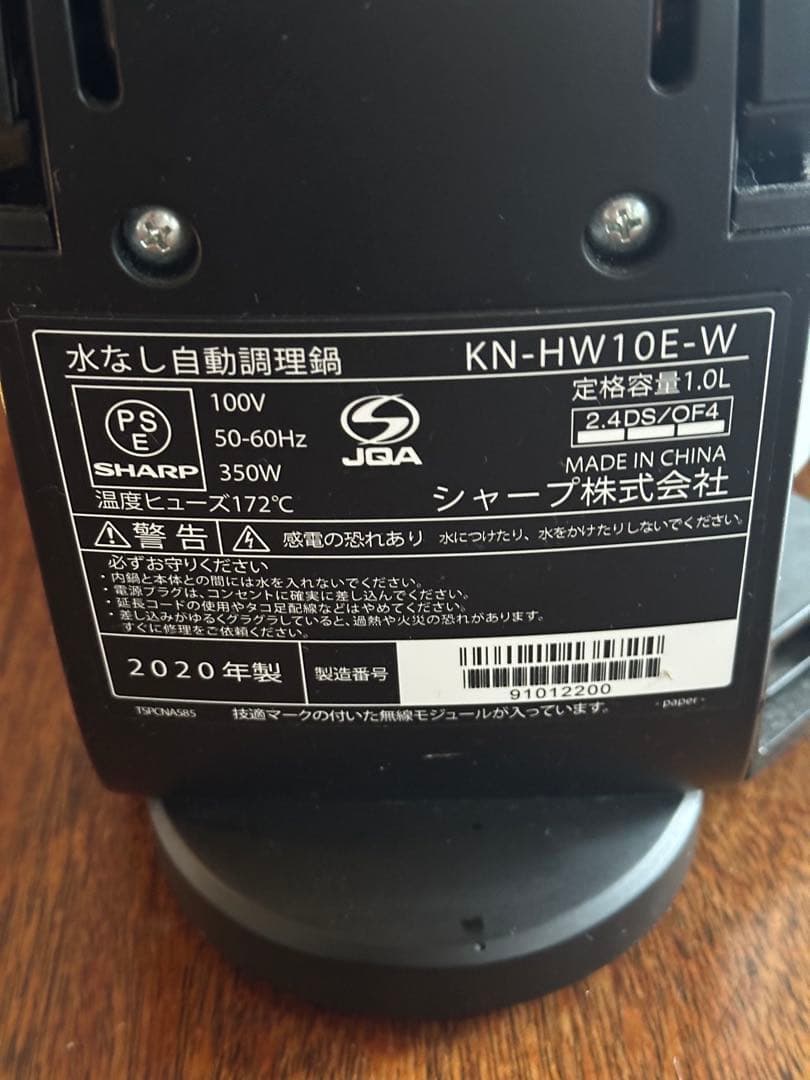 水なし自動調理鍋 KN-HW10E-W
PSE
SHARP
100V
50-60Hz
350W
JQA
定格容量1.0L
2.4DS/OF4
MADE IN CHINA
温度ヒューズ172℃
シャープ株式会社
警告 感電の恐れあり 水につけたり、水をかけたりしないでください。
必ずお守りください
・内鍋と本体との間には水を入れないでください。
・電源プラグは、コンセントに確実に差し込んでください。
・延長コードの使用やタコ足配線などはやめてください。
・差し込みがゆるくグラグラしていると、過熱や火災の恐れがあります。
すぐに修理をご依頼ください。
2020年製 製造番号
91012200
TSPCNA585 技適マークの付いた無線モジュールが入っています。 -paper-